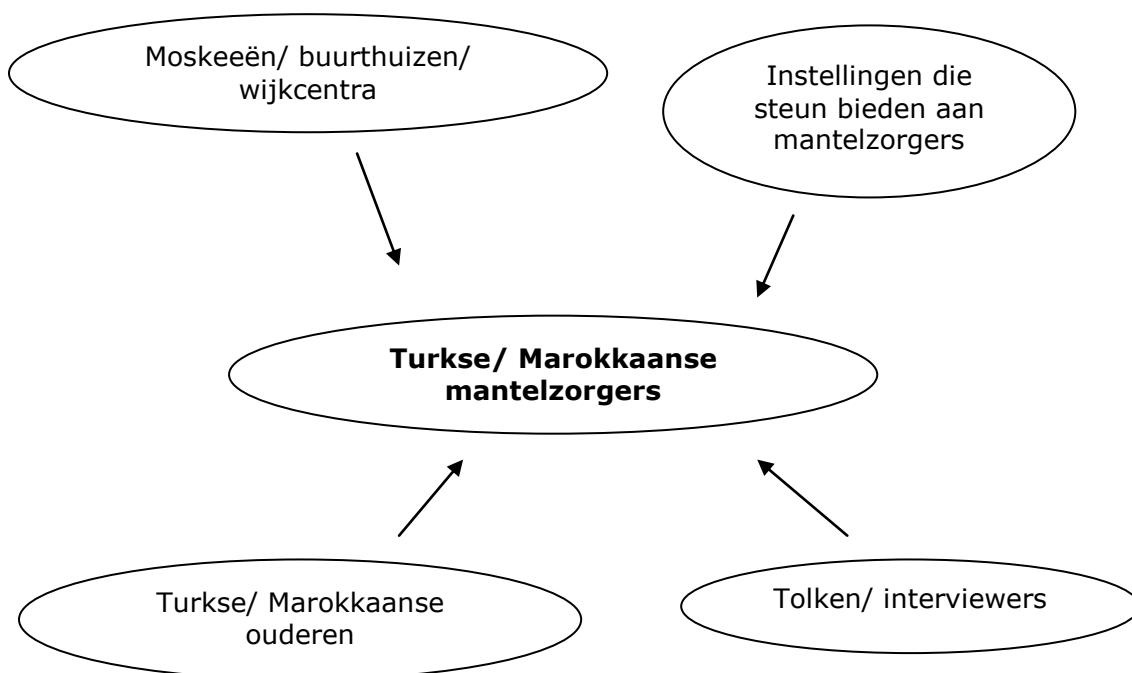 Moskeeën/ buurthuizen/
wijkcentra
Instellingen die
steun bieden aan
mantelzorgers
Turkse/ Marokkaanse
mantelzorgers
Turkse/ Marokkaanse
ouderen
Tolken/ interviewers